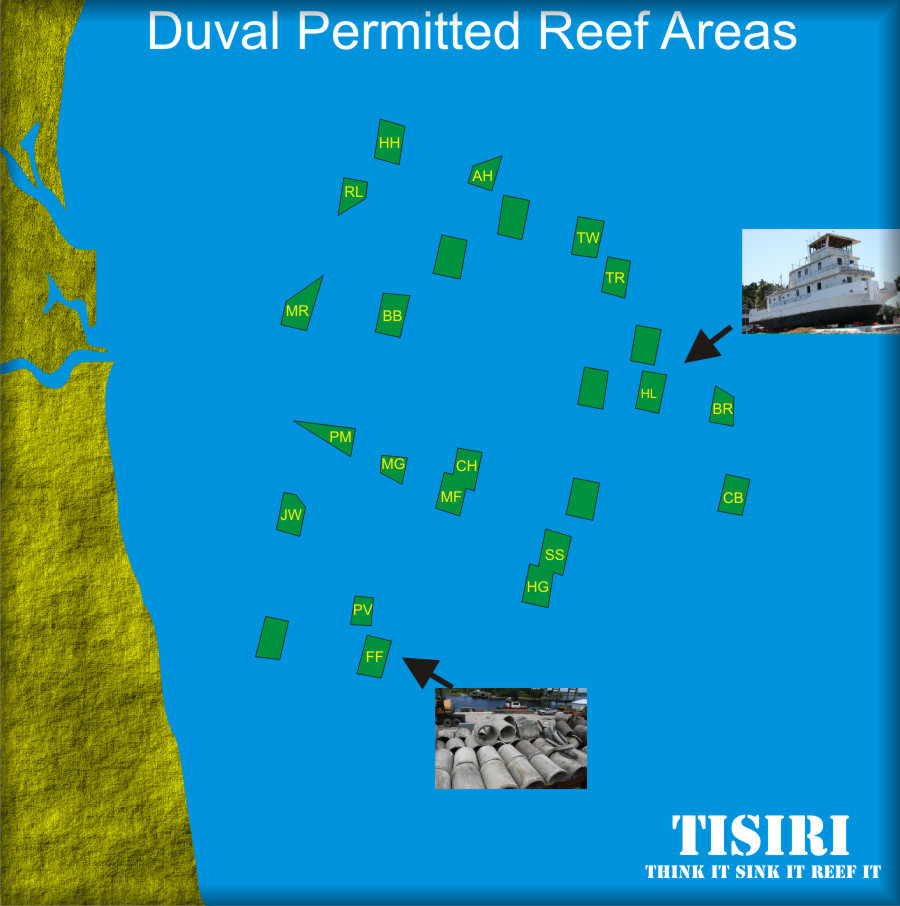 Duval Permitted Reef Areas
HH
AH
RL
TW
TR
MR
BB
HL
BR
PM
MG
CH
MF
CB
JW
SS
HG
PV
FF
TISIRI
THINK IT SINK IT REEF IT